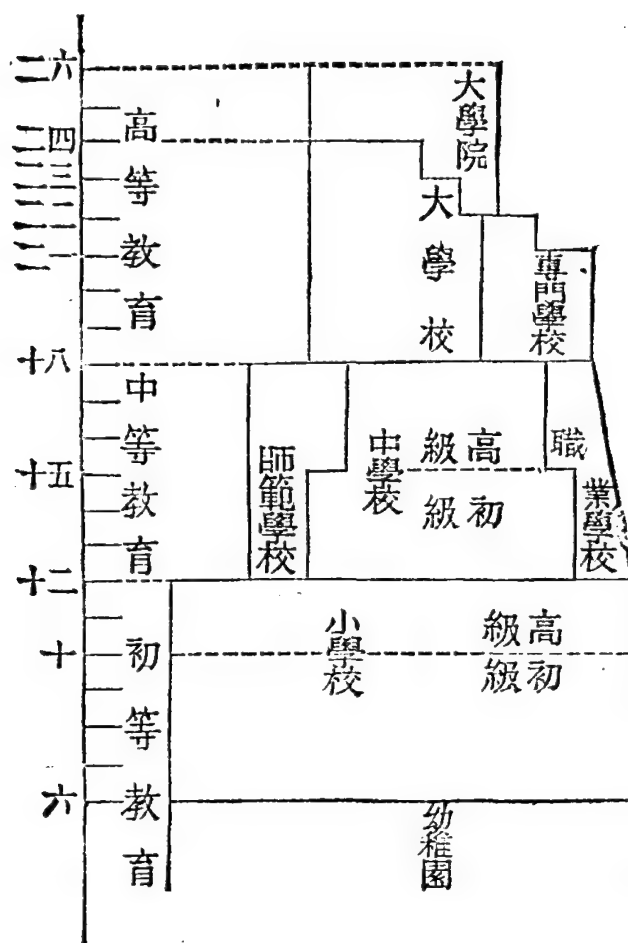 二六
二四
二三
二二
二一
十八
十五
十二
十
六
高等教育
中等教育
初等教育
大學院
大學校
專門學校
師範學校
中學校
高級
初級
職業學校
小學校
高級
初級
幼稚園